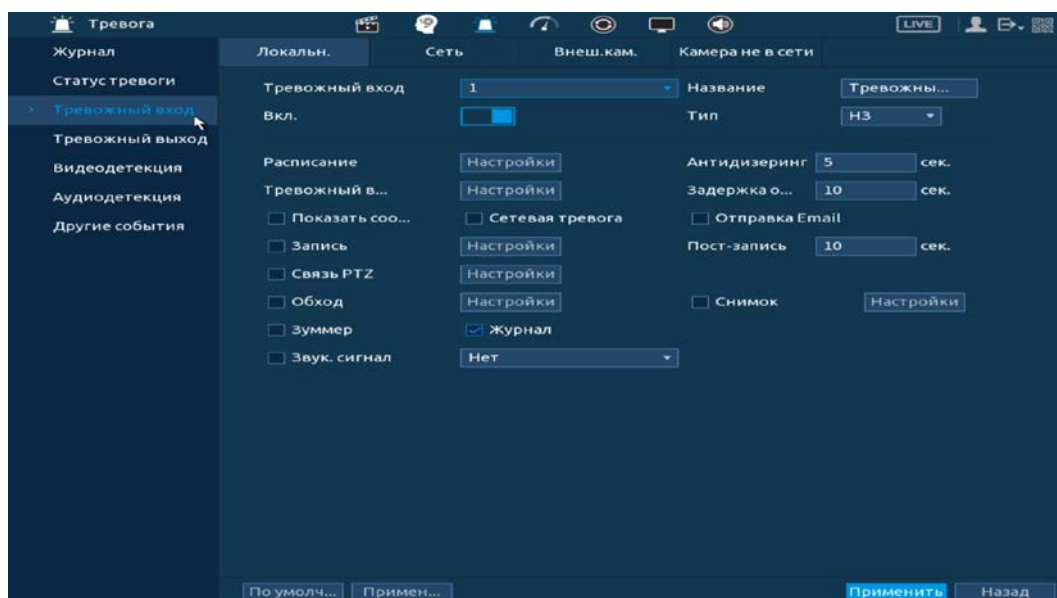 Тревога
LIVE
Журнал
Статус тревоги
Тревожный вход
Тревожный выход
Видеодетекция
Аудиодетекция
Другие события
Локальн. Сеть Внеш.кам. Камера не в сети
Тревожный вход 1 Название Тревожны...
Вкл. Тип НЗ
Расписание Настройки Антидизеринг 5 сек.
Тревожный в... Настройки Задержка о... 10 сек.
Показать соо... Сетевая тревога Отправка Email
Запись Настройки Пост-запись 10 сек.
Связь PTZ Настройки
Обход Настройки Снимок Настройки
Зуммер Журнал
Звук. сигнал Нет
По умолч... Примен... Применить Назад